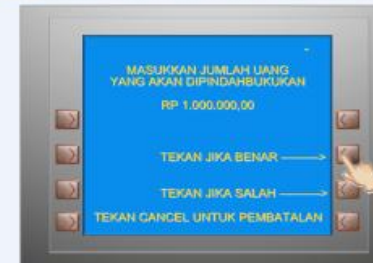 MASUKKAN JUMLAH UANG
YANG AKAN DIPINDAHBUKUKAN
RP 1.000.000,00
TEKAN JIKA BENAR
TEKAN JIKA SALAH
TEKAN CANCEL UNTUK PEMBATALAN